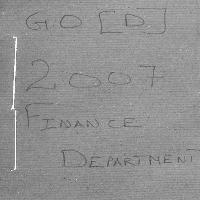 G.O [D]
2007
FINANCE
DEPARTMENT